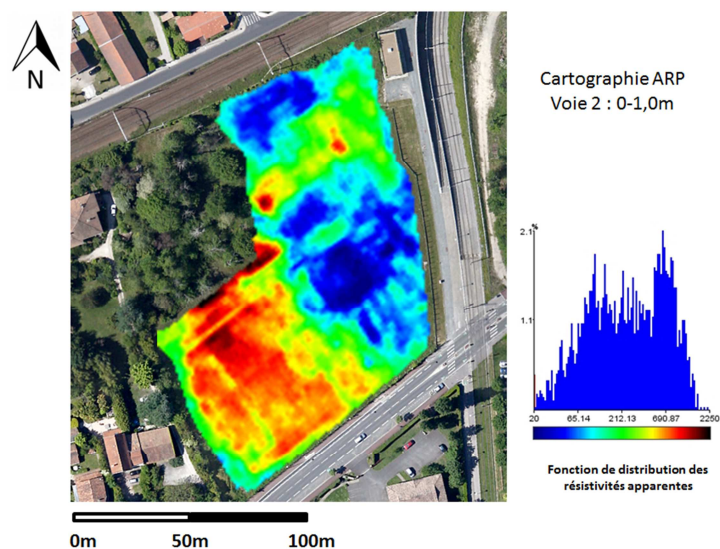 N
Cartographie ARP
Voie 2 : 0-1,0m
%
2.1
1.1
20 65.14 212.13 690.87 2250
Fonction de distribution des
résistivités apparentes
0m 50m 100m